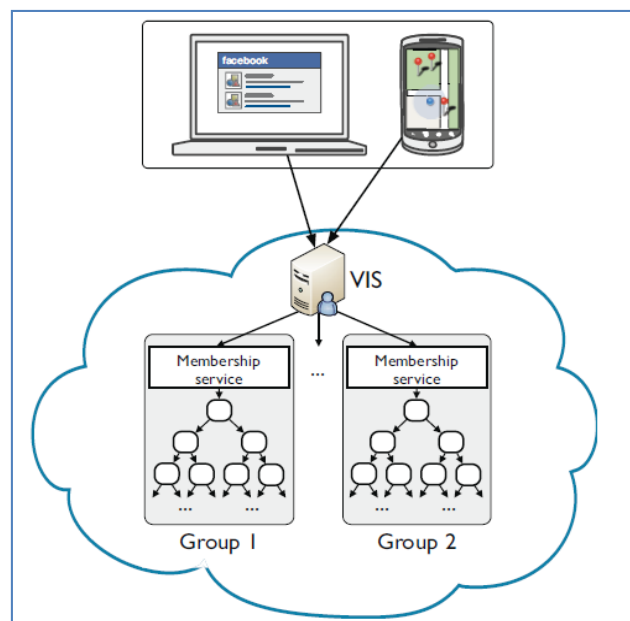 facebook
VIS
Membership
service
...
Membership
service
...
...
...
...
Group 1
Group 2